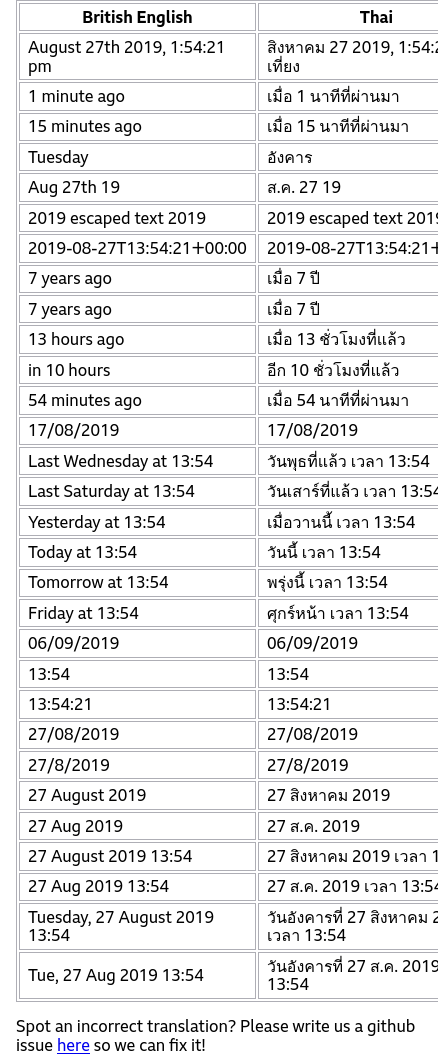 British English Thai
August 27th 2019, 1:54:21 สิงหาคม 27 2019, 1:54:2
pm เที่ยง
1 minute ago เมื่อ 1 นาทีที่ผ่านมา
15 minutes ago เมื่อ 15 นาทีที่ผ่านมา
Tuesday อังคาร
Aug 27th 19 ส.ค. 27 19
2019 escaped text 2019 2019 escaped text 2019
2019-08-27T13:54:21+00:00 2019-08-27T13:54:21+
7 years ago เมื่อ 7 ปี
7 years ago เมื่อ 7 ปี
13 hours ago เมื่อ 13 ชั่วโมงที่แล้ว
in 10 hours อีก 10 ชั่วโมงที่แล้ว
54 minutes ago เมื่อ 54 นาทีที่ผ่านมา
17/08/2019 17/08/2019
Last Wednesday at 13:54 วันพุธที่แล้ว เวลา 13:54
Last Saturday at 13:54 วันเสาร์ที่แล้ว เวลา 13:54
Yesterday at 13:54 เมื่อวานนี้ เวลา 13:54
Today at 13:54 วันนี้ เวลา 13:54
Tomorrow at 13:54 พรุ่งนี้ เวลา 13:54
Friday at 13:54 ศุกร์หน้า เวลา 13:54
06/09/2019 06/09/2019
13:54 13:54
13:54:21 13:54:21
27/08/2019 27/08/2019
27/8/2019 27/8/2019
27 August 2019 27 สิงหาคม 2019
27 Aug 2019 27 ส.ค. 2019
27 August 2019 13:54 27 สิงหาคม 2019 เวลา 1
27 Aug 2019 13:54 27 ส.ค. 2019 เวลา 13:54
Tuesday, 27 August 2019 วันอังคารที่ 27 สิงหาคม 2
13:54 เวลา 13:54
Tue, 27 Aug 2019 13:54 วันอังคารที่ 27 ส.ค. 2019
13:54
Spot an incorrect translation? Please write us a github
issue here so we can fix it!